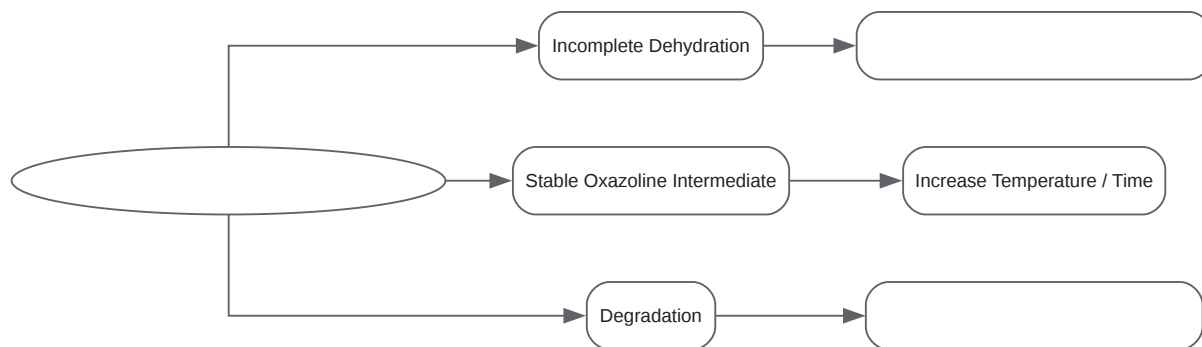 Incomplete Dehydration
Stable Oxazoline Intermediate
Increase Temperature / Time
Degradation